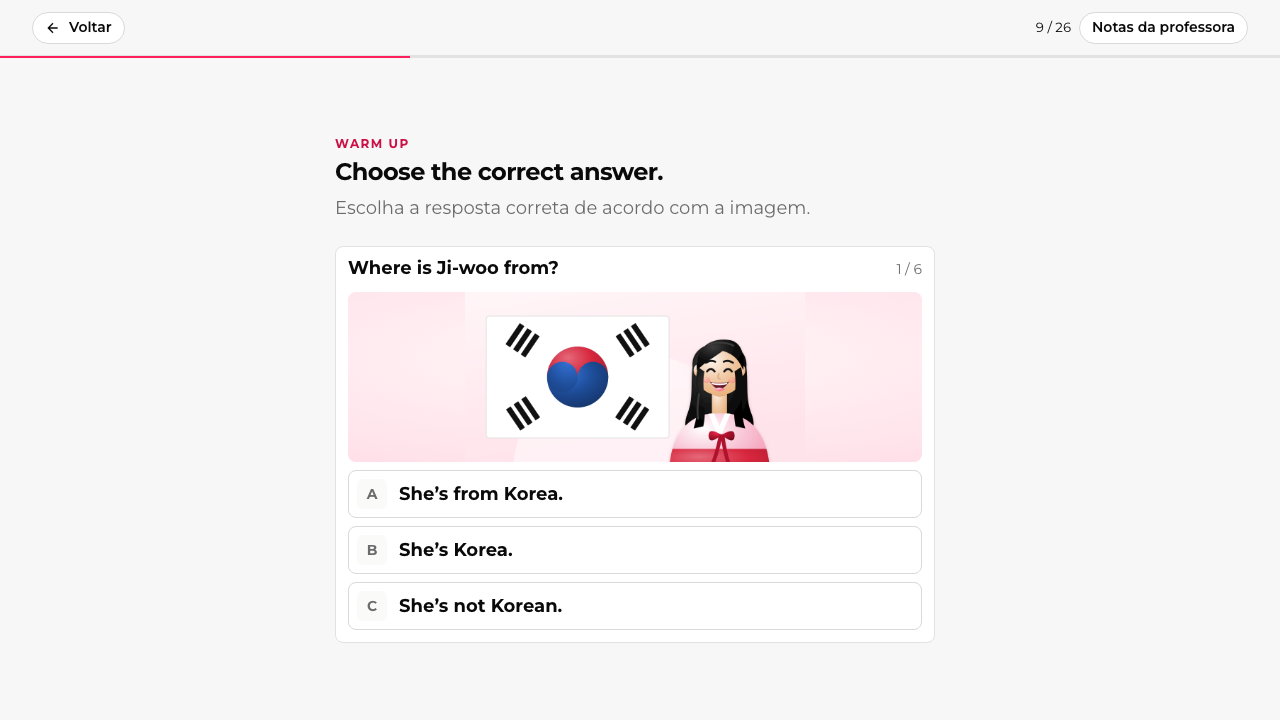 Voltar
9 / 26
Notas da professora
WARM UP
Choose the correct answer.
Escolha a resposta correta de acordo com a imagem.
Where is Ji-woo from?
1 / 6
A
She’s from Korea.
B
She’s Korea.
C
She’s not Korean.